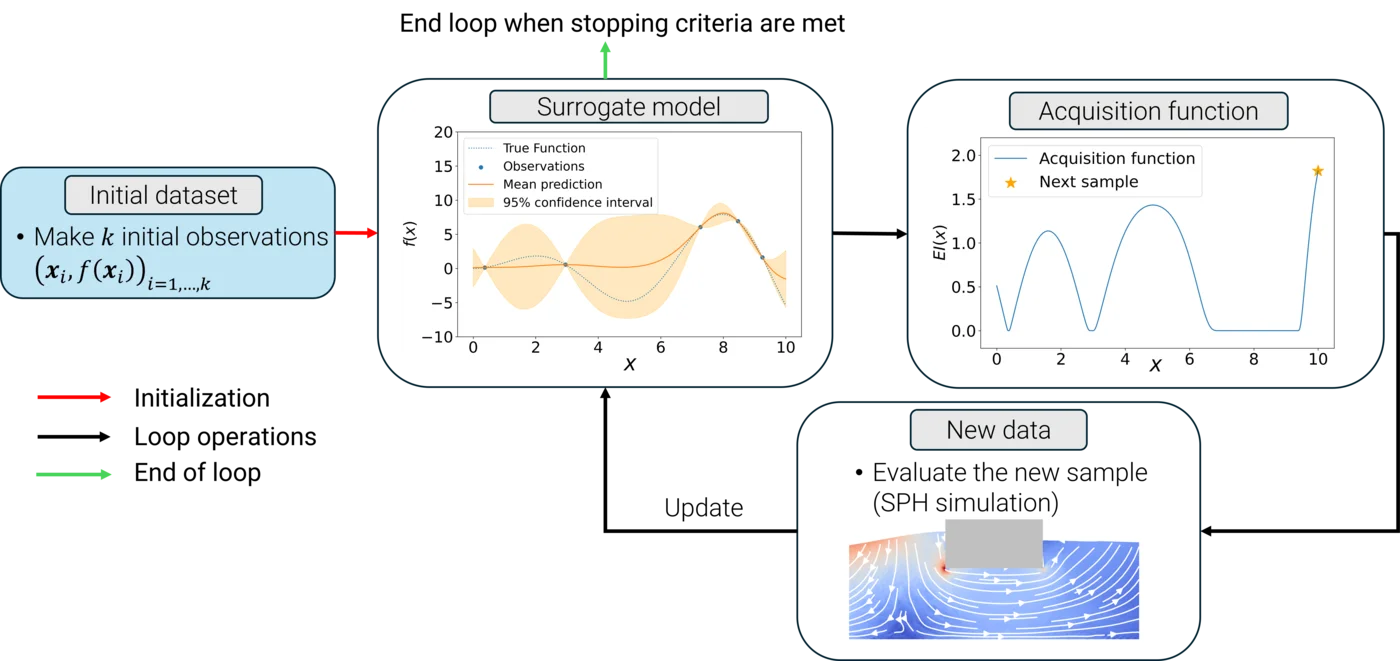 End loop when stopping criteria are met
Surrogate model
20
15
10
5
0
−5
−10
f(x)
True Function
Observations
Mean prediction
95% confidence interval
0 2 4 6 8 10
X
Acquisition function
2.0
1.5
1.0
0.5
0.0
EI(x)
Acquisition function
Next sample
0 2 4 6 8 10
X
Initial dataset
• Make k initial observations
(x_i, f(x_i))_{i=1,…,k}
Initialization
Loop operations
End of loop
Update
New data
• Evaluate the new sample
(SPH simulation)